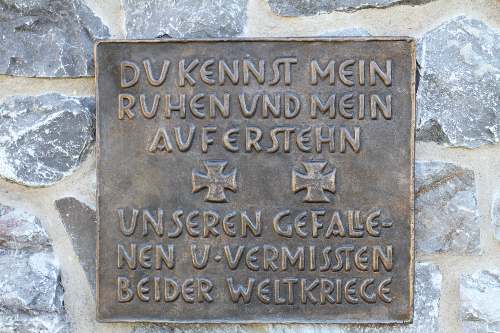 DU KENNST MEIN
RUHEN UND MEIN
AUFERSTEHN
UNSEREN GEFALLE-
NEN U·VERMISSTEN
BEIDER WELTKRIEGE